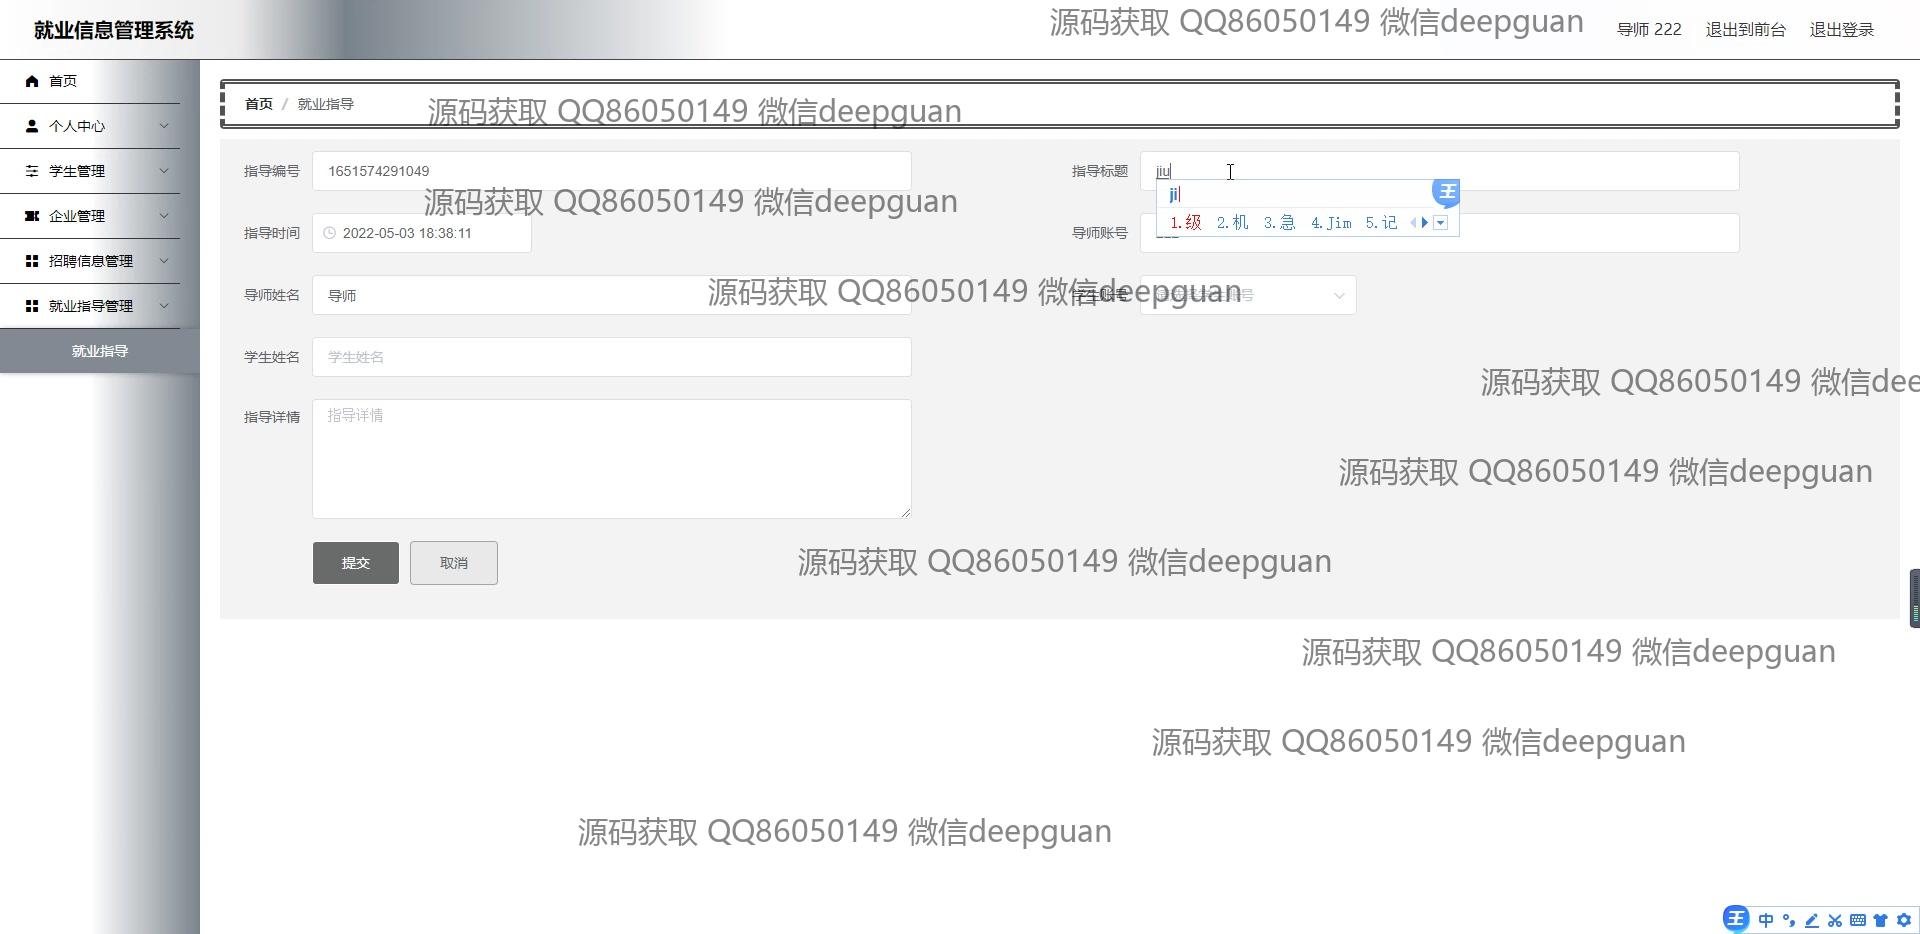 就业信息管理系统
源码获取 QQ86050149 微信deepguan
导师 222 退出到前台 退出登录
首页
个人中心
学生管理
企业管理
招聘信息管理
就业指导管理
就业指导
首页 / 就业指导
源码获取 QQ86050149 微信deepguan
指导编号 1651574291049
指导标题 jiu
源码获取 QQ86050149 微信deepguan
ji
1.级 2.机 3.急 4.Jim 5.记
指导时间 2022-05-03 18:38:11
导师账号
导师姓名 导师
源码获取 QQ86050149 微信deepguan
学生账号
学生姓名 学生姓名
源码获取 QQ86050149 微信dee
指导详情 指导详情
源码获取 QQ86050149 微信deepguan
提交 取消
源码获取 QQ86050149 微信deepguan
源码获取 QQ86050149 微信deepguan
源码获取 QQ86050149 微信deepguan
源码获取 QQ86050149 微信deepguan
王 中